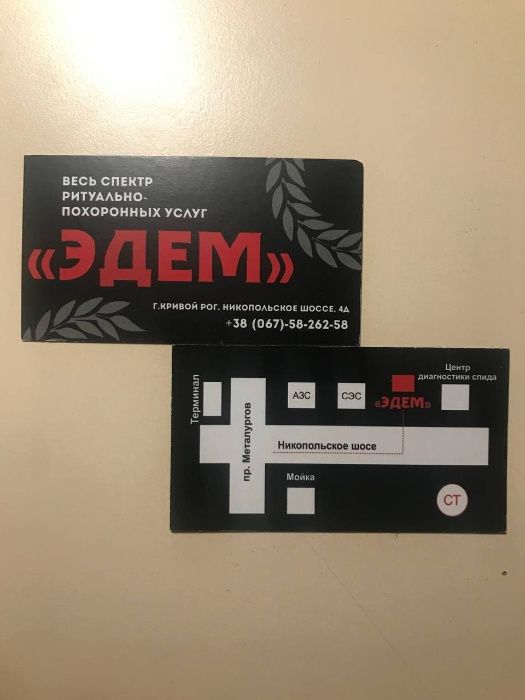 ВЕСЬ СПЕКТР
РИТУАЛЬНО-
ПОХОРОННЫХ УСЛУГ
«ЭДЕМ»
Г.КРИВОЙ РОГ. НИКОПОЛЬСКОЕ ШОССЕ. 4Д
+38 (067)-58-262-58
Терминал
пр. Металургов
АЗС
СЭС
«ЭДЕМ»
Центр
диагностики спида
Никопольское шосе
Мойка
СТ